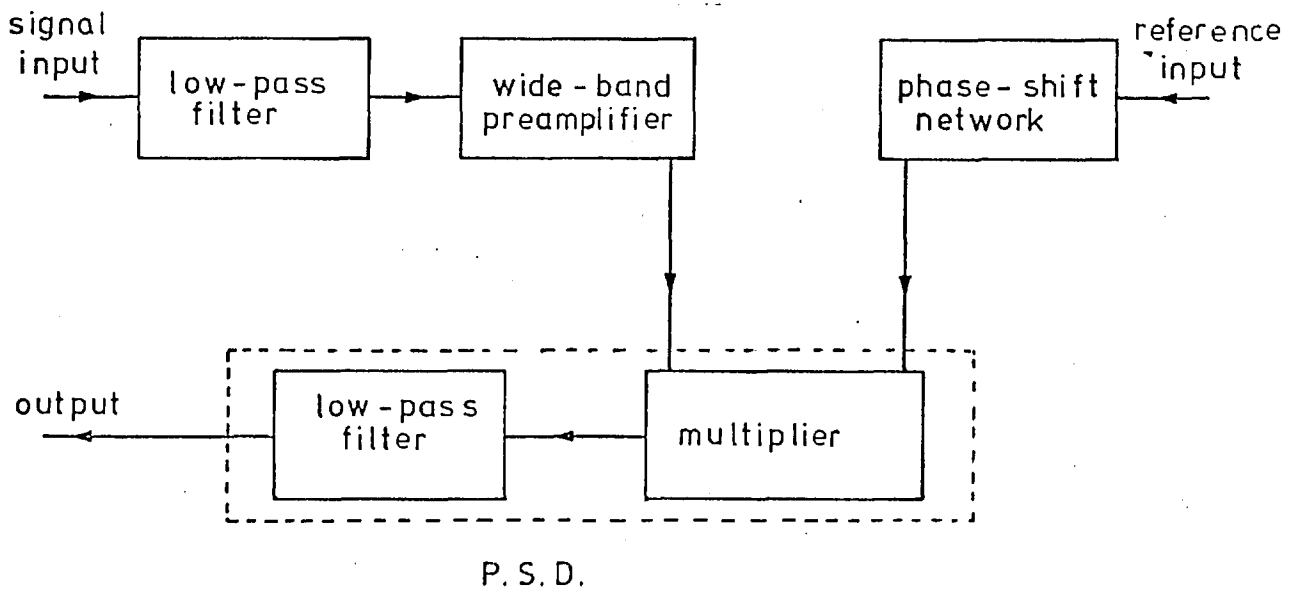 signal
input
low-pass
filter
wide-band
preamplifier
phase-shift
network
reference
input
output
low-pass
filter
multiplier
P.S.D.